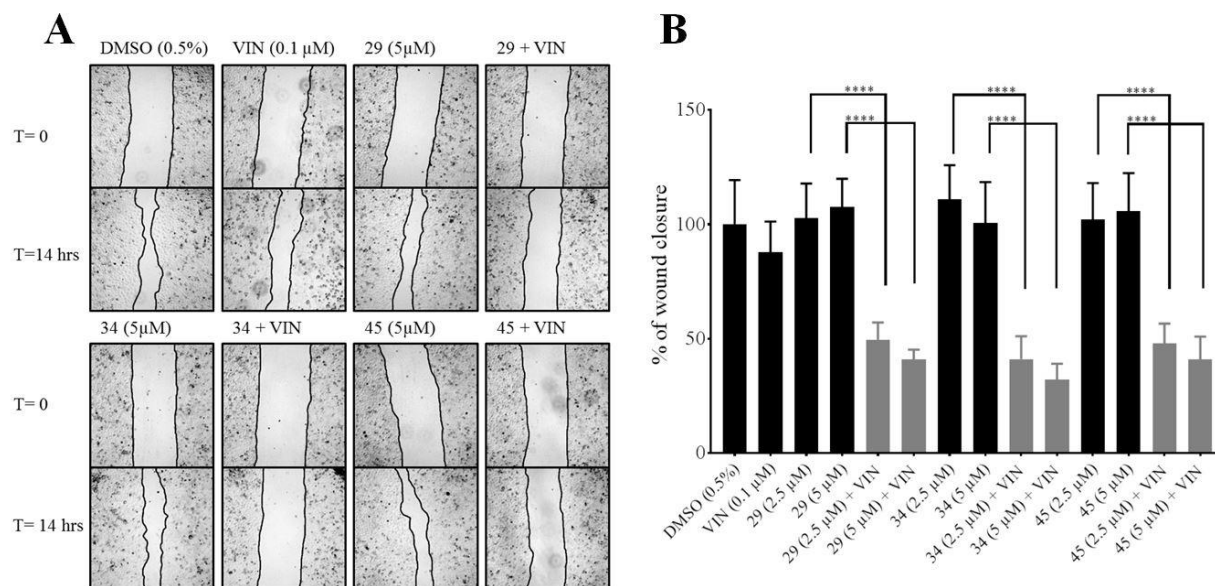 A
DMSO (0.5%) VIN (0.1 µM) 29 (5µM) 29 + VIN
T= 0
T=14 hrs
34 (5µM) 34 + VIN 45 (5µM) 45 + VIN
T= 0
T= 14 hrs
B
**** **** ****
**** **** ****
150
100
50
0
% of wound closure
DMSO (0.5%)
VIN (0.1 µM)
29 (2.5 µM)
29 (5 µM)
29 (2.5 µM) + VIN
29 (5 µM) + VIN
34 (2.5 µM)
34 (5 µM)
34 (2.5 µM) + VIN
34 (5 µM) + VIN
45 (2.5 µM)
45 (5 µM)
45 (2.5 µM) + VIN
45 (5 µM) + VIN